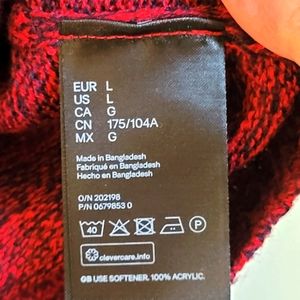 EUR L
US L
CA G
CN 175/104A
MX G
Made in Bangladesh
Fabriqué en Bangladesh
Hecho en Bangladesh
O/N 202198
P/N 0679853 0
40 P
clevercare.info
GB USE SOFTENER. 100% ACRYLIC.